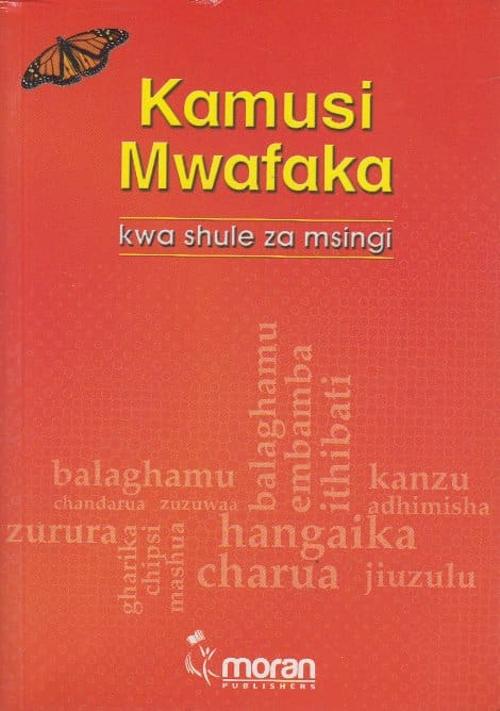 Kamusi
Mwafaka
kwa shule za msingi
balaghamu
embamba
ithibati
balaghamu
kanzu
chandarua
zuzuwaa
adhimisha
zurura
gharika
chipsi
mashua
hangaika
charua
jiuzulu
moran
PUBLISHERS